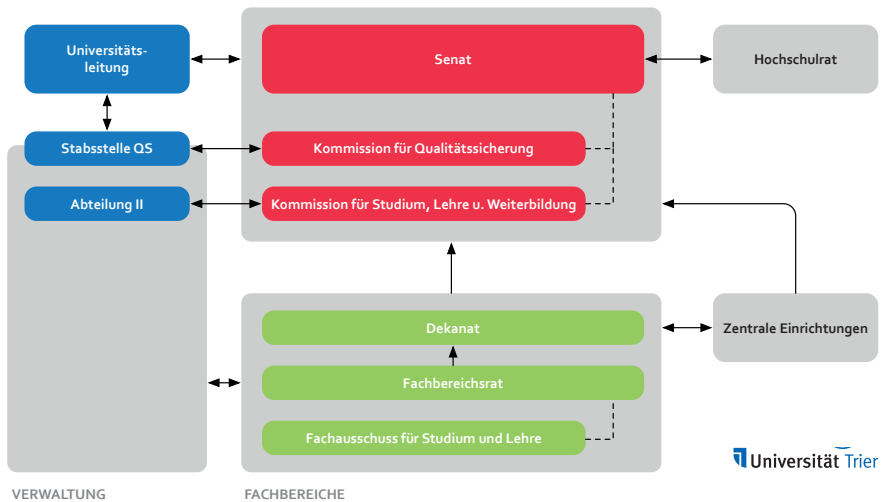 Universitäts-
leitung
Senat
Hochschulrat
Stabsstelle QS
Kommission für Qualitätssicherung
Abteilung II
Kommission für Studium, Lehre u. Weiterbildung
Dekanat
Zentrale Einrichtungen
Fachbereichsrat
Fachausschuss für Studium und Lehre
Universität Trier
VERWALTUNG
FACHBEREICHE